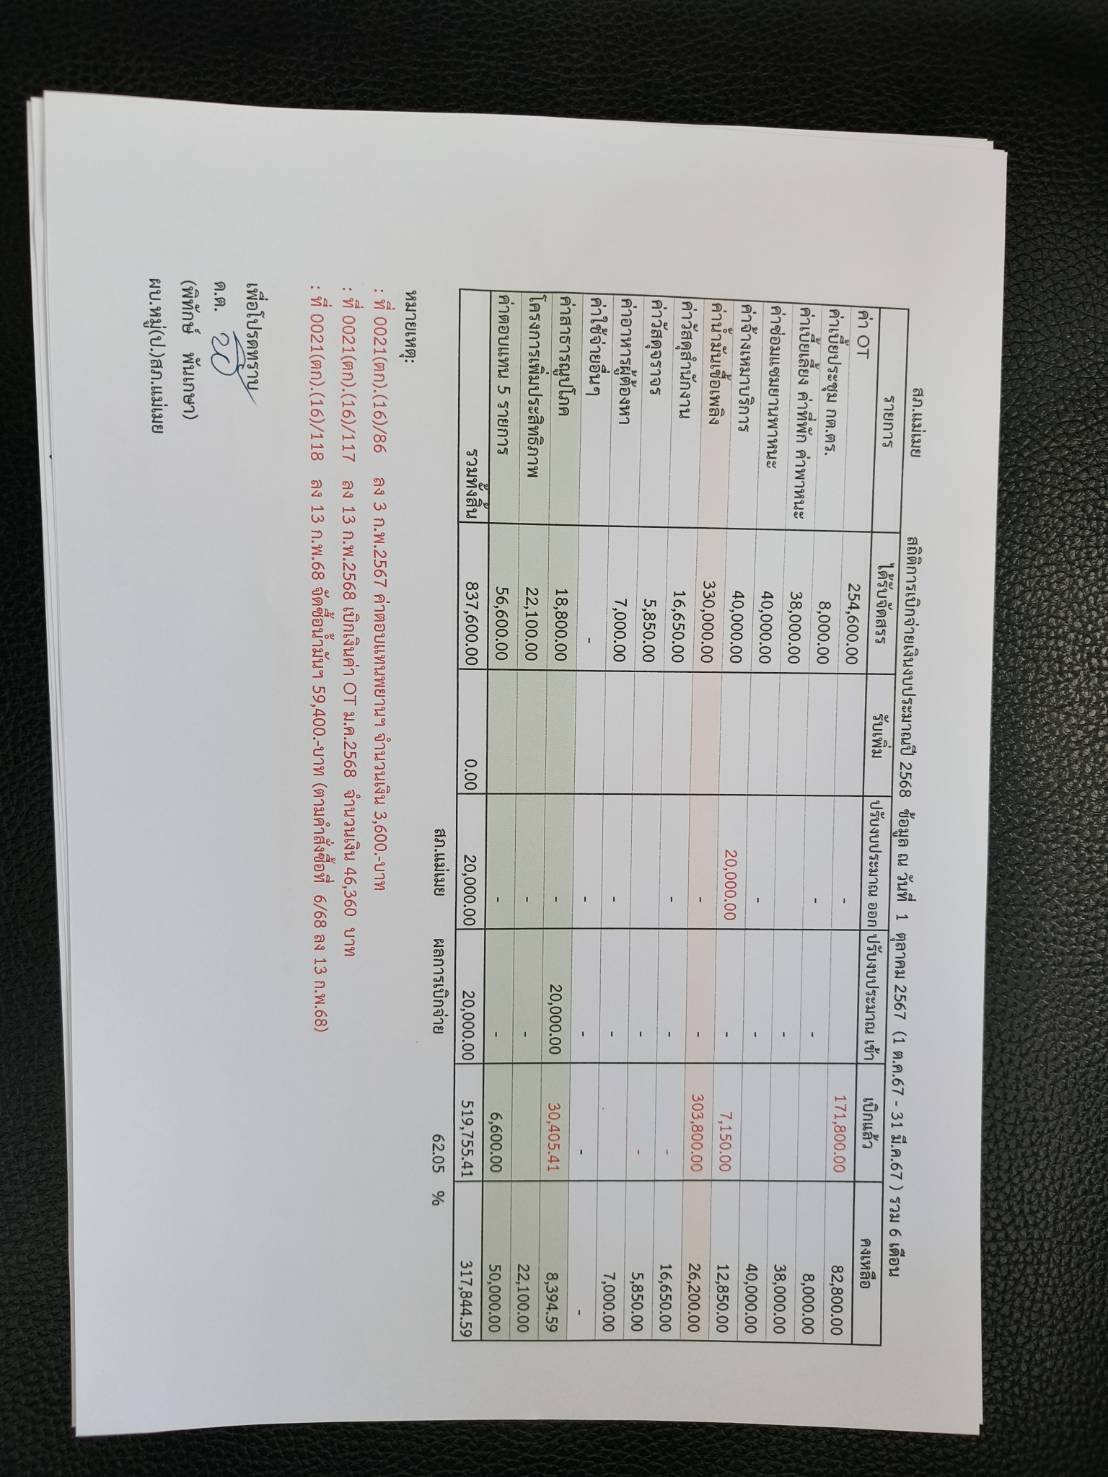 สภ.แม่เมย สถิติการเบิกจ่ายเงินงบประมาณปี 2568 ข้อมูล ณ วันที่ 1 ตุลาคม 2567 (1 ต.ค.67 - 31 มี.ค.67 ) รวม 6 เดือน
รายการ ได้รับจัดสรร รับเพิ่ม ปรับงบประมาณ ออก ปรับงบประมาณ เข้า เบิกแล้ว คงเหลือ
ค่า OT 254,600.00 - 171,800.00 82,800.00
ค่าเบี้ยประชุม กต.ตร. 8,000.00 - - 8,000.00
ค่าเบี้ยเลี้ยง ค่าที่พัก ค่าพาหนะ 38,000.00 - 38,000.00
ค่าซ่อมแซมยานพาหนะ 40,000.00 - - 40,000.00
ค่าจ้างเหมาบริการ 40,000.00 20,000.00 - 7,150.00 12,850.00
ค่าน้ำมันเชื้อเพลิง 330,000.00 - - 303,800.00 26,200.00
ค่าวัสดุสำนักงาน 16,650.00 - - - 16,650.00
ค่าวัสดุจราจร 5,850.00 - - 5,850.00
ค่าอาหารผู้ต้องหา 7,000.00 - - 7,000.00
ค่าใช้จ่ายอื่นๆ - - - - -
ค่าสาธารณูปโภค 18,800.00 - 20,000.00 30,405.41 8,394.59
โครงการเพิ่มประสิทธิภาพ 22,100.00 - - 22,100.00
ค่าตอบแทน 5 รายการ 56,600.00 - - 6,600.00 50,000.00
รวมทั้งสิ้น 837,600.00 0.00 20,000.00 20,000.00 519,755.41 317,844.59
สภ.แม่เมย ผลการเบิกจ่าย 62.05 %
หมายเหตุ:
: ที่ 0021(ตก).(16)/86 ลง 3 ก.พ.2567 ค่าตอบแทนพยานฯ จำนวนเงิน 3,600.-บาท
: ที่ 0021(ตก).(16)/117 ลง 13 ก.พ.2568 เบิกเงินค่า OT ม.ค.2568 จำนวนเงิน 46,360 บาท
: ที่ 0021(ตก).(16)/118 ลง 13 ก.พ.68 จัดซื้อน้ำมันฯ 59,400.-บาท (ตามคำสั่งซื้อที่ 6/68 ลง 13 ก.พ.68)
เพื่อโปรดทราบ
ด.ต.
(พิทักษ์ พันเกษา)
ผบ.หมู่(ป.)สภ.แม่เมย